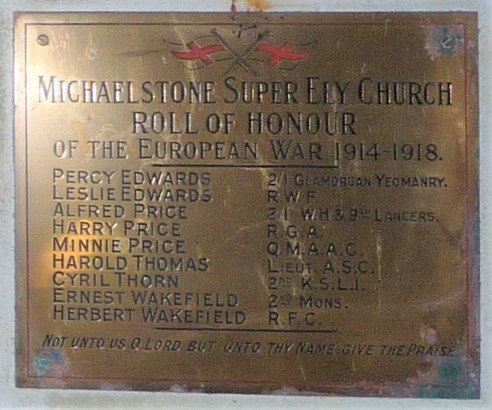 MICHAELSTONE SUPER ELY CHURCH
ROLL OF HONOUR
OF THE EUROPEAN WAR 1914-1918.
PERCY EDWARDS 2/1 GLAMORGAN YEOMANRY.
LESLIE EDWARDS R.W.F.
ALFRED PRICE 2/1 W.H & 9TH LANCERS.
HARRY PRICE R.G.A.
MINNIE PRICE Q.M.A.A.C.
HAROLD THOMAS LIEUT. A.S.C.
CYRIL THORN 2ND K.S.L.I.
ERNEST WAKEFIELD 2ND MONS.
HERBERT WAKEFIELD R.F.C.
NOT UNTO US O LORD BUT UNTO THY NAME GIVE THE PRAISE